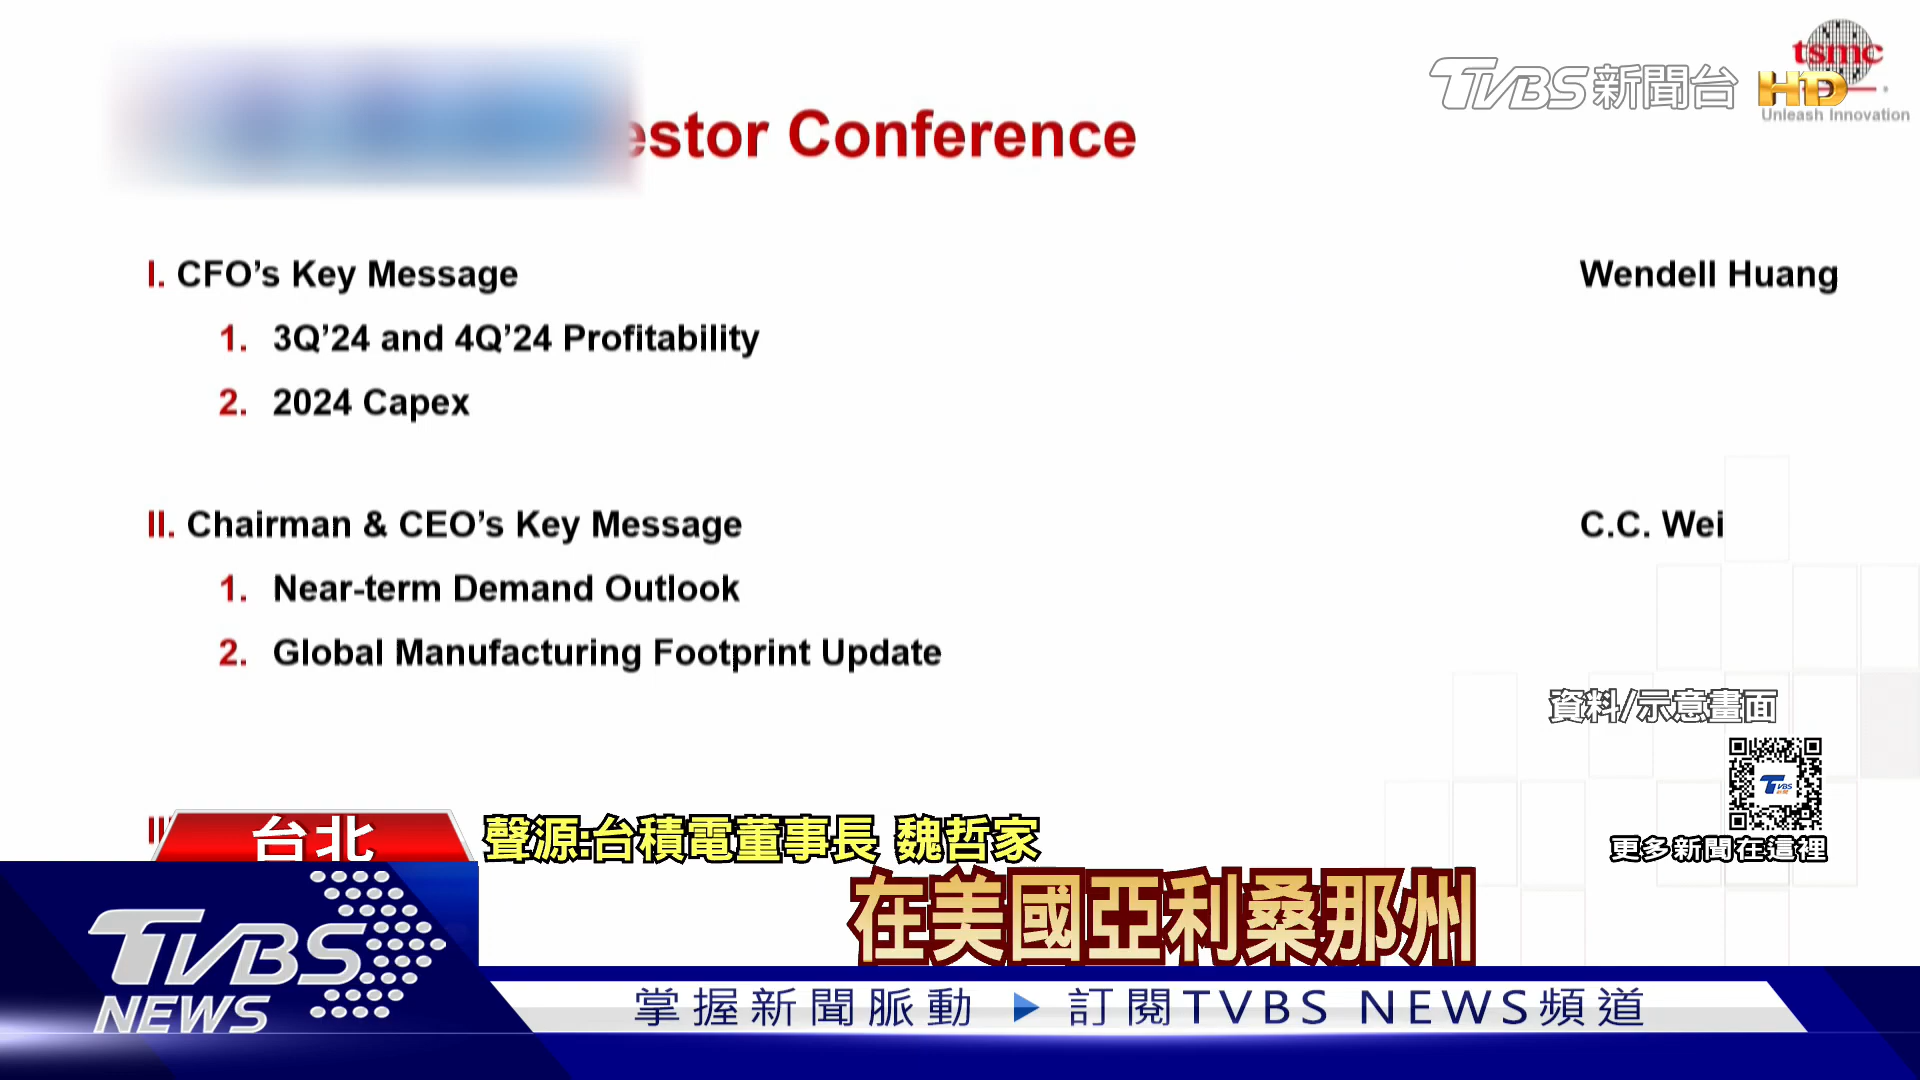 tsmc
TVBS新聞台
HD
Unleash Innovation
Conference
I. CFO’s Key Message
Wendell Huang
1. 3Q’24 and 4Q’24 Profitability
2. 2024 Capex
II. Chairman & CEO’s Key Message
C.C. Wei
1. Near-term Demand Outlook
2. Global Manufacturing Footprint Update
資料/示意畫面
TVBS
更多新聞在這裡
台北
聲源:台積電董事長 魏哲家
在美國亞利桑那州
TVBS
NEWS
掌握新聞脈動 ▶ 訂閱TVBS NEWS頻道